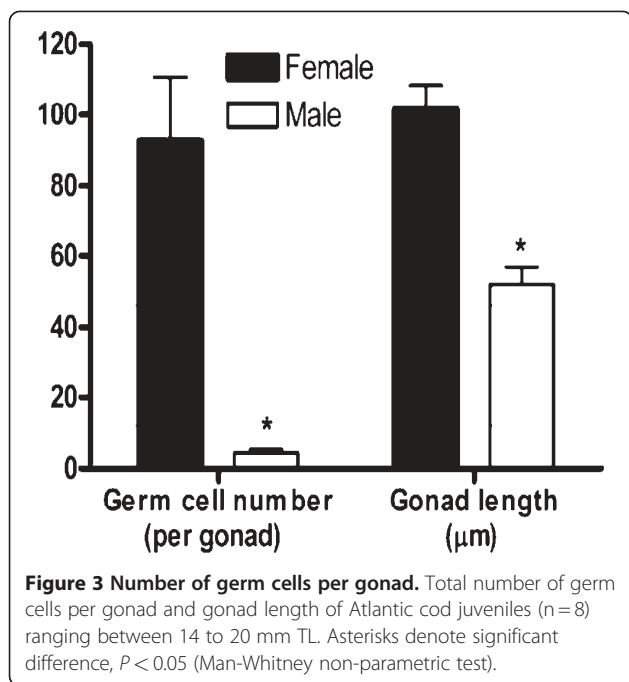 120
100
80
60
40
20
0
Female
Male
*
*
Germ cell number
(per gonad)
Gonad length
(µm)
Figure 3 Number of germ cells per gonad. Total number of germ
cells per gonad and gonad length of Atlantic cod juveniles (n = 8)
ranging between 14 to 20 mm TL. Asterisks denote significant
difference, P < 0.05 (Man-Whitney non-parametric test).